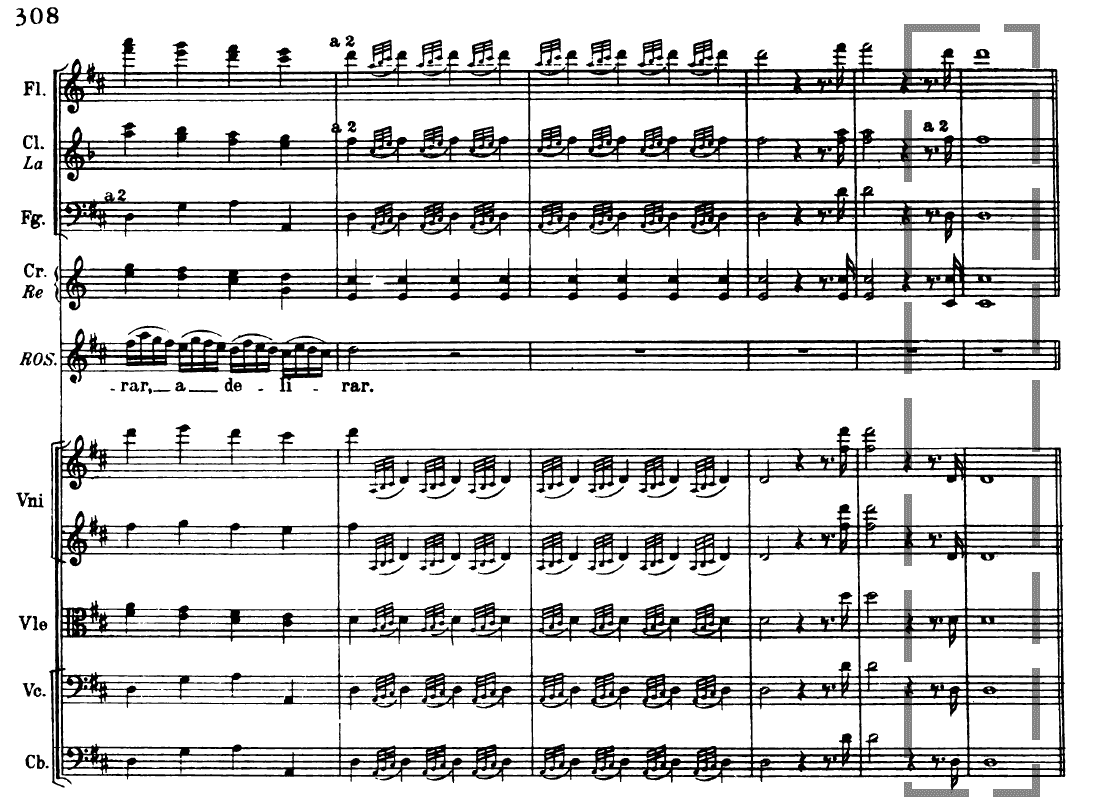 308
a 2
Fl.
a 2
a 2
Cl.
La
a 2
Fg.
Cr.
Re
ROS.
- rar, a de - li - rar.
Vni
Vle
Vc.
Cb.